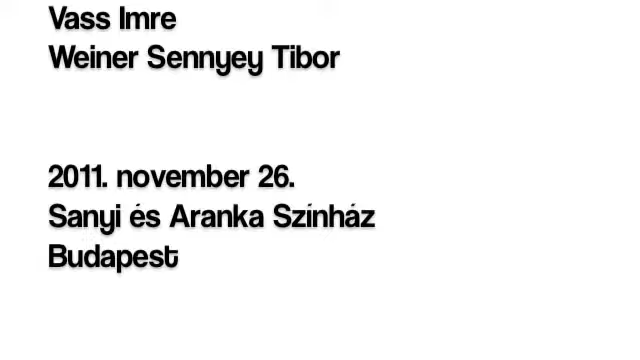 Vass Imre
Weiner Sennyey Tibor
2011. november 26.
Sanyi és Aranka Színház
Budapest